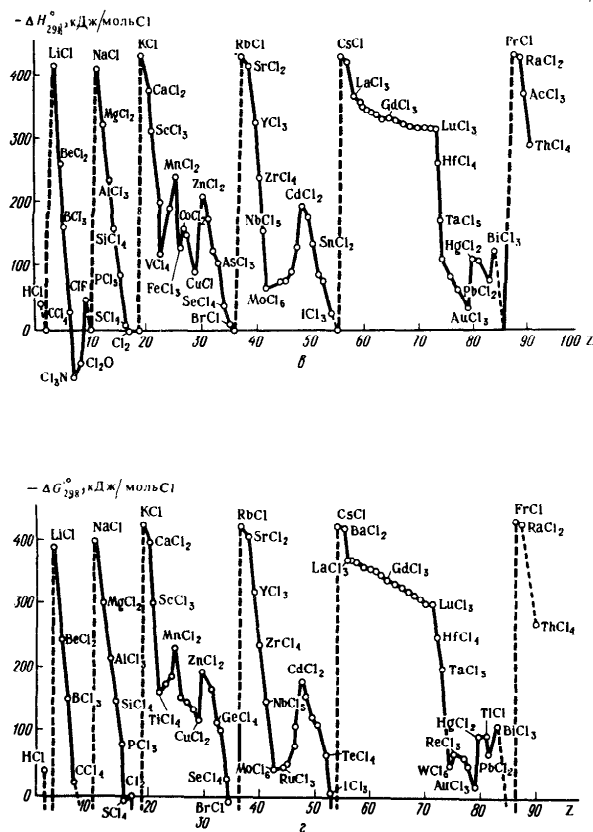 − ΔH°₂₉₈, кДж/моль Cl
LiCl NaCl KCl RbCl CsCl FrCl
400 SrCl₂ RaCl₂
MgCl₂ CaCl₂ LaCl₃ AcCl₃
ScCl₃ YCl₃ GdCl₃
300 MnCl₂ LuCl₃ ThCl₄
BeCl₂ AlCl₃ ZnCl₂ ZrCl₄ HfCl₄
200 CoCl₂ CdCl₂
BCl₃ SiCl₄ NbCl₅ TaCl₅
SnCl₂ HgCl₂ BiCl₃
100 ClF PCl₃ VCl₄ AsCl₃
FeCl₃ CuCl MoCl₆ PbCl₂
HCl CCl₄ SCl₄ SeCl₄ ICl₃ AuCl₃
0 Cl₂ BrCl
Cl₂O 20 30 40 50 60 70 80 90 100 Z
Cl₃N в
− ΔG°₂₉₈, кДж/моль Cl
LiCl NaCl KCl RbCl CsCl FrCl
400 CaCl₂ SrCl₂ BaCl₂ RaCl₂
LaCl₃ GdCl₃
300 MgCl₂ ScCl₃ YCl₃ LuCl₃
ThCl₄
BeCl₂ AlCl₃ MnCl₂ ZrCl₄ HfCl₄
200 ZnCl₂ CdCl₂ TaCl₃
BCl₃ SiCl₄ TiCl₄ GeCl₄ NbCl₅ HgCl₂ TlCl BiCl₃
100 PCl₃ CuCl₂ ReCl₃
HCl CCl₄ Cl₂ SeCl₄ MoCl₆ RuCl₃ TeCl₄ WCl₆ PbCl₂
AuCl₃
0 ICl₃
10 20 30 40 50 60 70 80 90 Z
SCl₄ BrCl г